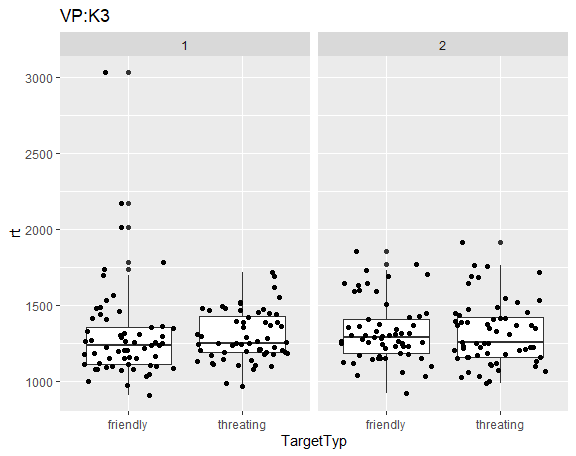 VP:K3
1
2
3000
2500
2000
1500
1000
rt
friendly
threating
friendly
threating
TargetTyp